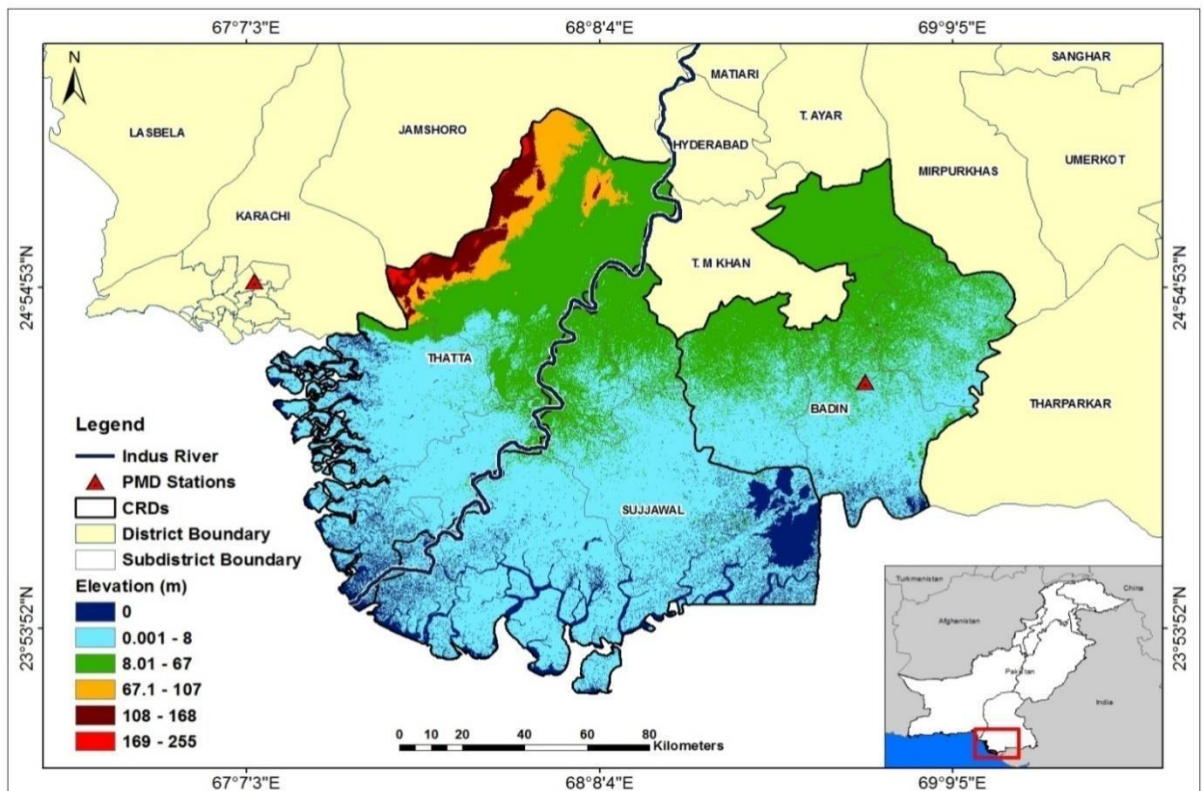 67°7'3"E
68°8'4"E
69°9'5"E
N
SANGHAR
MATIARI
T. AYAR
LASBELA
JAMSHORO
HYDERABAD
UMERKOT
MIRPURKHAS
KARACHI
24°54'53"N
T. M KHAN
24°54'53"N
THATTA
BADIN
THARPARKAR
SUJJAWAL
Legend
Indus River
PMD Stations
CRDs
District Boundary
Subdistrict Boundary
Elevation (m)
0
0.001 - 8
8.01 - 67
67.1 - 107
108 - 168
169 - 255
23°53'52"N
23°53'52"N
Turkmenistan
China
Afghanistan
Pakistan
India
0 10 20 40 60 80
Kilometers
67°7'3"E
68°8'4"E
69°9'5"E